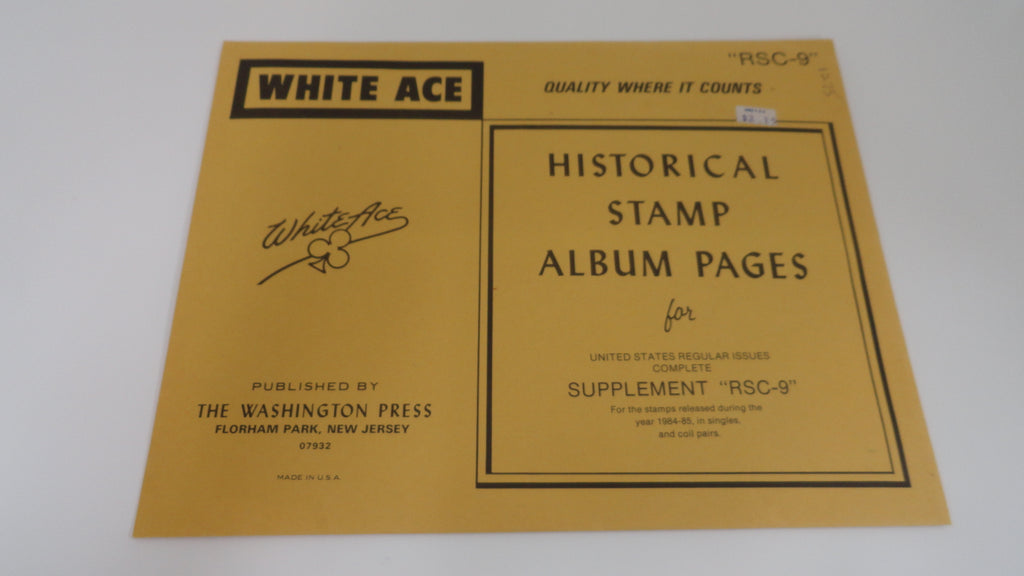 "RSC-9"
WHITE ACE
QUALITY WHERE IT COUNTS
HISTORICAL
STAMP
ALBUM PAGES
for
UNITED STATES REGULAR ISSUES
COMPLETE
SUPPLEMENT "RSC-9"
For the stamps released during the
year 1984-85, in singles,
and coil pairs.
White Ace
PUBLISHED BY
THE WASHINGTON PRESS
FLORHAM PARK, NEW JERSEY
07932
MADE IN U.S.A.